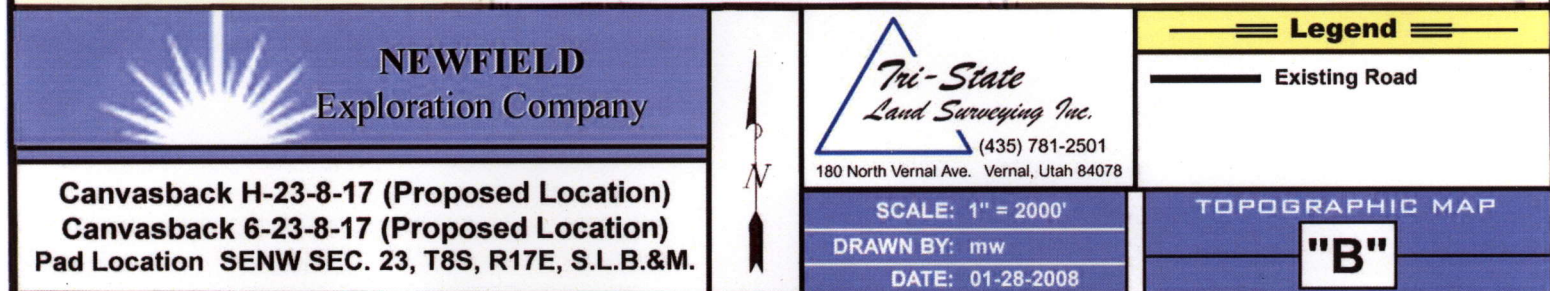 NEWFIELD
Exploration Company
Canvasback H-23-8-17 (Proposed Location)
Canvasback 6-23-8-17 (Proposed Location)
Pad Location SENW SEC. 23, T8S, R17E, S.L.B.&M.
N
Tri-State
Land Surveying Inc.
(435) 781-2501
180 North Vernal Ave. Vernal, Utah 84078
SCALE: 1" = 2000'
DRAWN BY: mw
DATE: 01-28-2008
Legend
Existing Road
TOPOGRAPHIC MAP
"B"